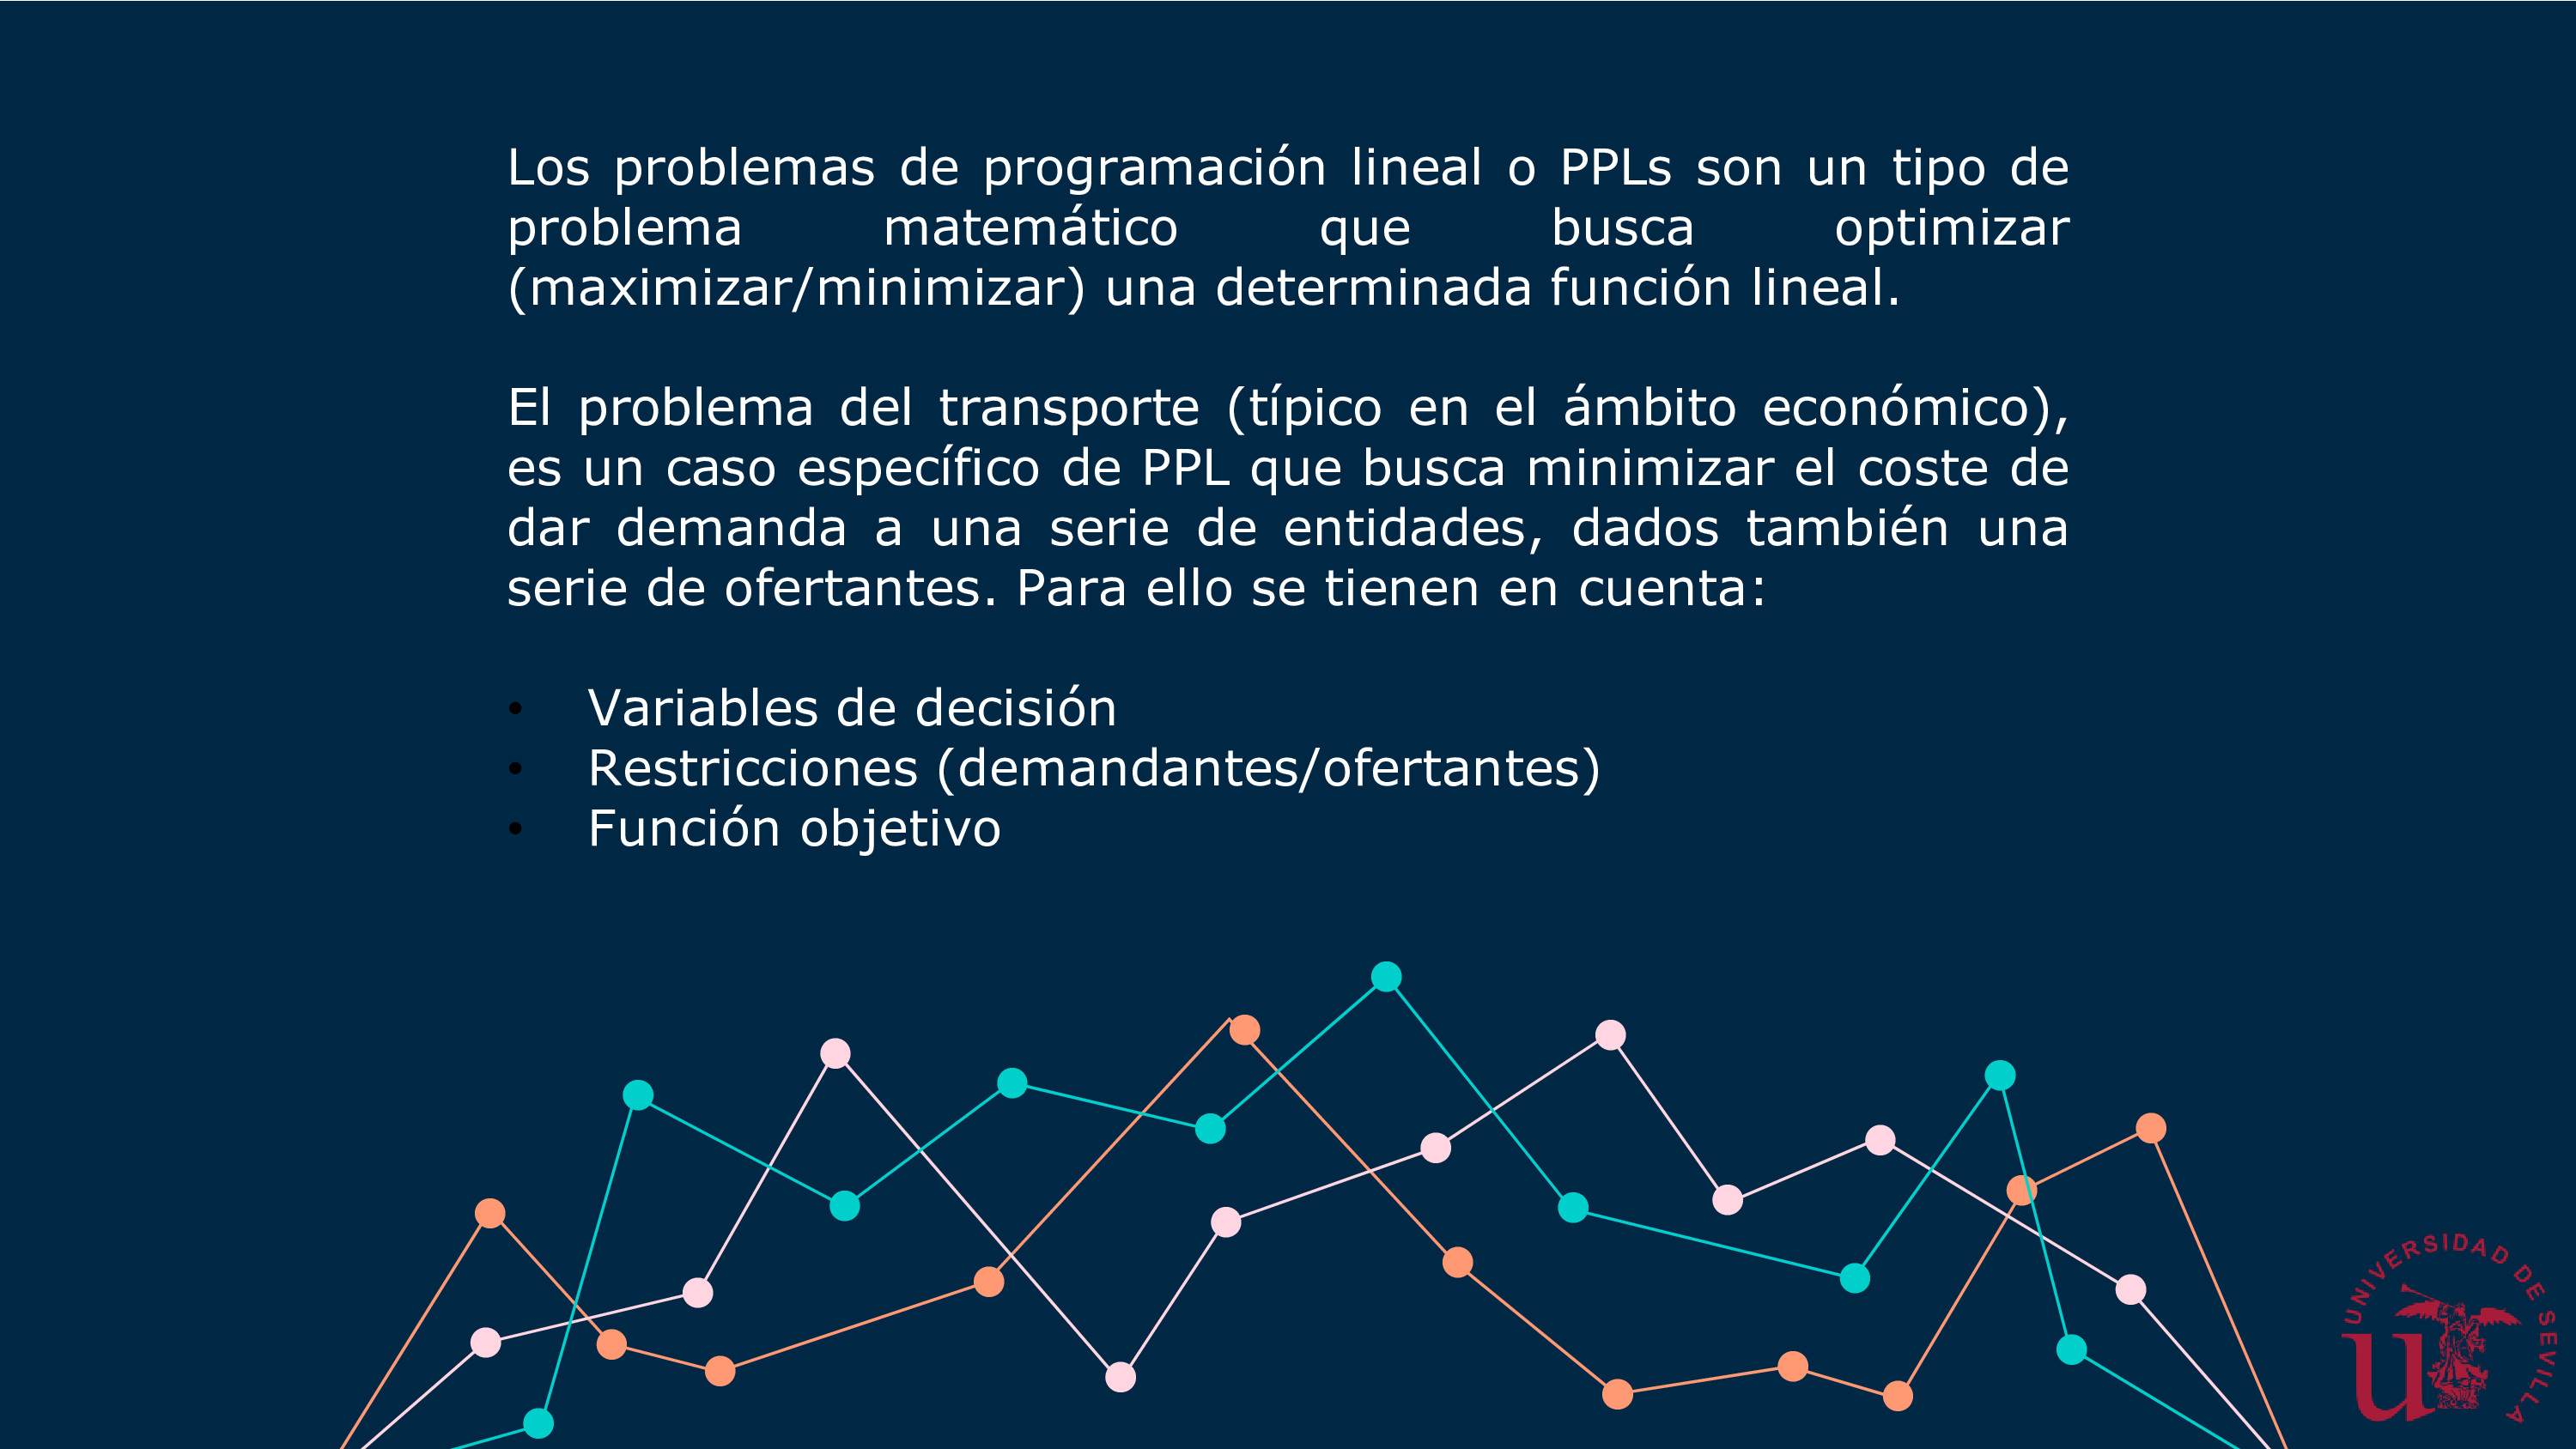 Los problemas de programación lineal o PPLs son un tipo de
problema matemático que busca optimizar
(maximizar/minimizar) una determinada función lineal.
El problema del transporte (típico en el ámbito económico),
es un caso específico de PPL que busca minimizar el coste de
dar demanda a una serie de entidades, dados también una
serie de ofertantes. Para ello se tienen en cuenta:
• Variables de decisión
• Restricciones (demandantes/ofertantes)
• Función objetivo
UNIVERSIDAD DE SEVILLA
u